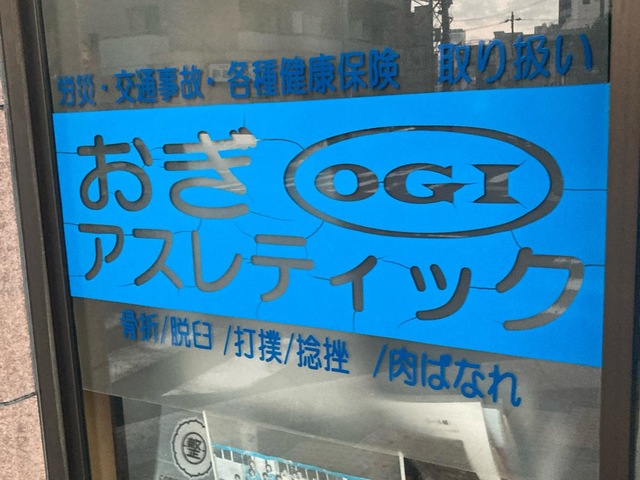 労災・交通事故・各種健康保険 取り扱い
おぎ OGI
アスレティック
骨折/脱臼/打撲/捻挫/肉ばなれ
整